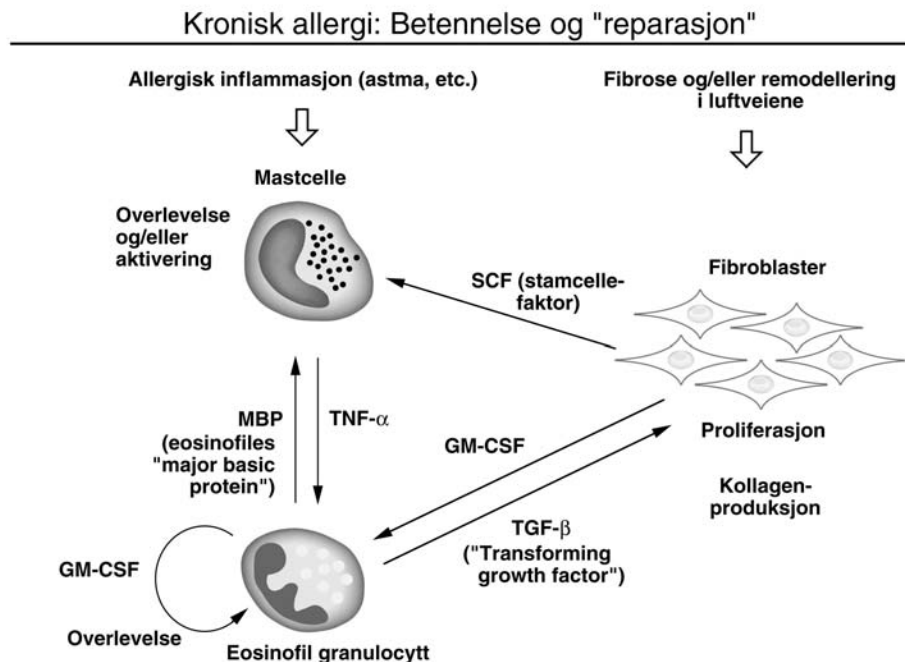 Kronisk allergi: Betennelse og "reparasjon"
Allergisk inflammasjon (astma, etc.)
Fibrose og/eller remodellering
i luftveiene
Mastcelle
Overlevelse
og/eller
aktivering
SCF (stamcelle-
faktor)
Fibroblaster
MBP
(eosinofiles
"major basic
protein")
TNF-α
GM-CSF
Proliferasjon
Kollagen-
produksjon
TGF-β
("Transforming
growth factor")
GM-CSF
Overlevelse
Eosinofil granulocytt